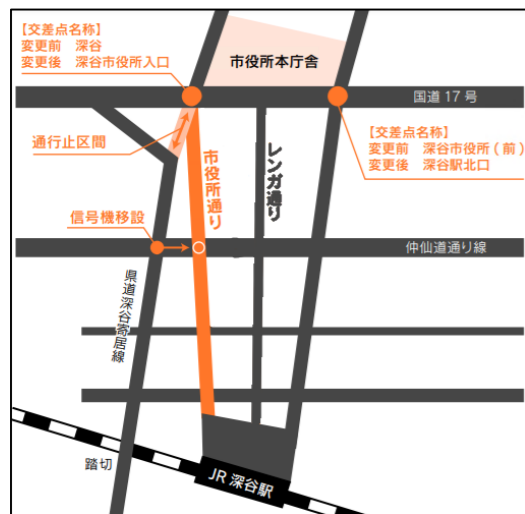 【交差点名称】
変更前　深谷
変更後　深谷市役所入口
市役所本庁舎
国道 17 号
通行止区間
市役所通り
レンガ通り
【交差点名称】
変更前　深谷市役所 ( 前 )
変更後　深谷駅北口
信号機移設
仲仙道通り線
県道深谷寄居線
踏切
JR 深谷駅